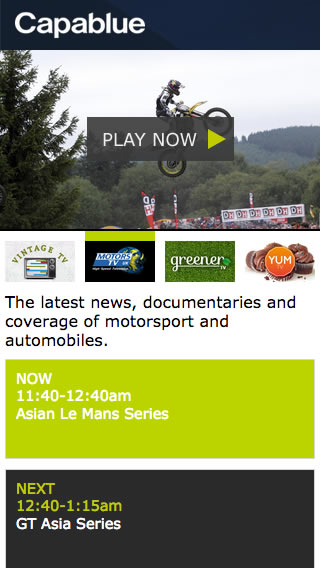 Capablue
PLAY NOW
VINTAGE TV
MOTORS
TV UK
greener
TV
YUM
The latest news, documentaries and
coverage of motorsport and
automobiles.
NOW
11:40-12:40am
Asian Le Mans Series
NEXT
12:40-1:15am
GT Asia Series